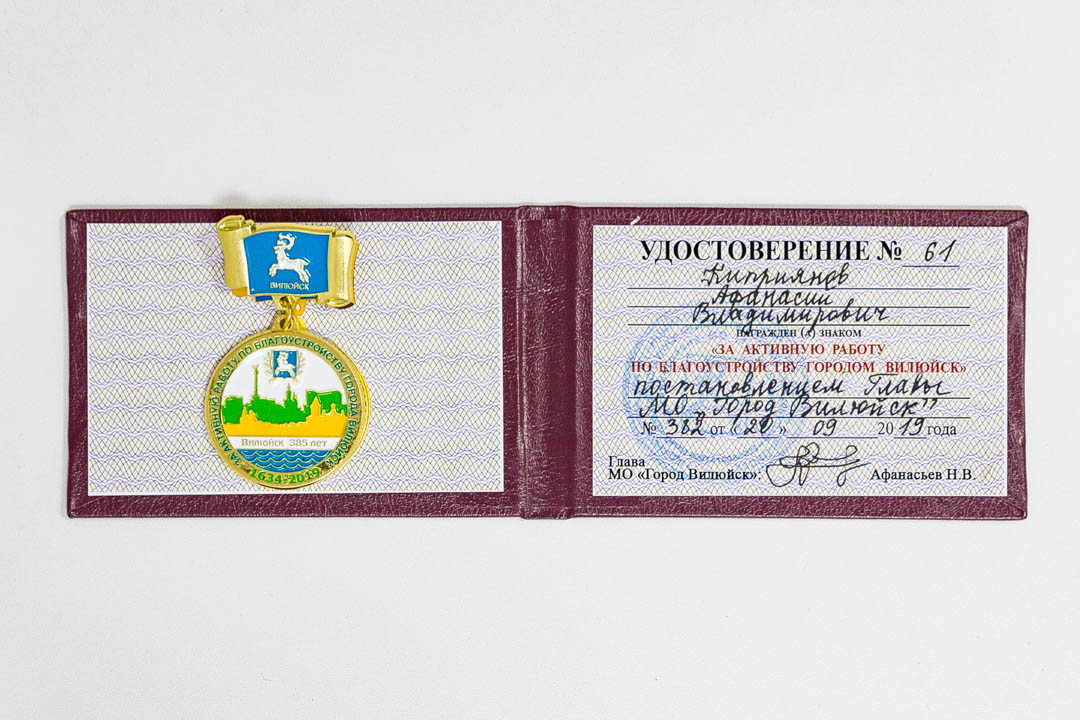 ВИЛЮЙСК
ЗА АКТИВНУЮ РАБОТУ ПО БЛАГОУСТРОЙСТВУ ГОРОДА ВИЛЮЙСК
Вилюйск 385 лет
1634-2019
УДОСТОВЕРЕНИЕ № 61
Киприянов
Афанасий
Владимирович
НАГРАЖДЕН (А) ЗНАКОМ
«ЗА АКТИВНУЮ РАБОТУ
ПО БЛАГОУСТРОЙСТВУ ГОРОДОМ ВИЛЮЙСК»
постановлением Главы
МО "Город Вилюйск"
№ 382 от «20» 09 2019 года
Глава
МО «Город Вилюйск»: Афанасьев Н.В.